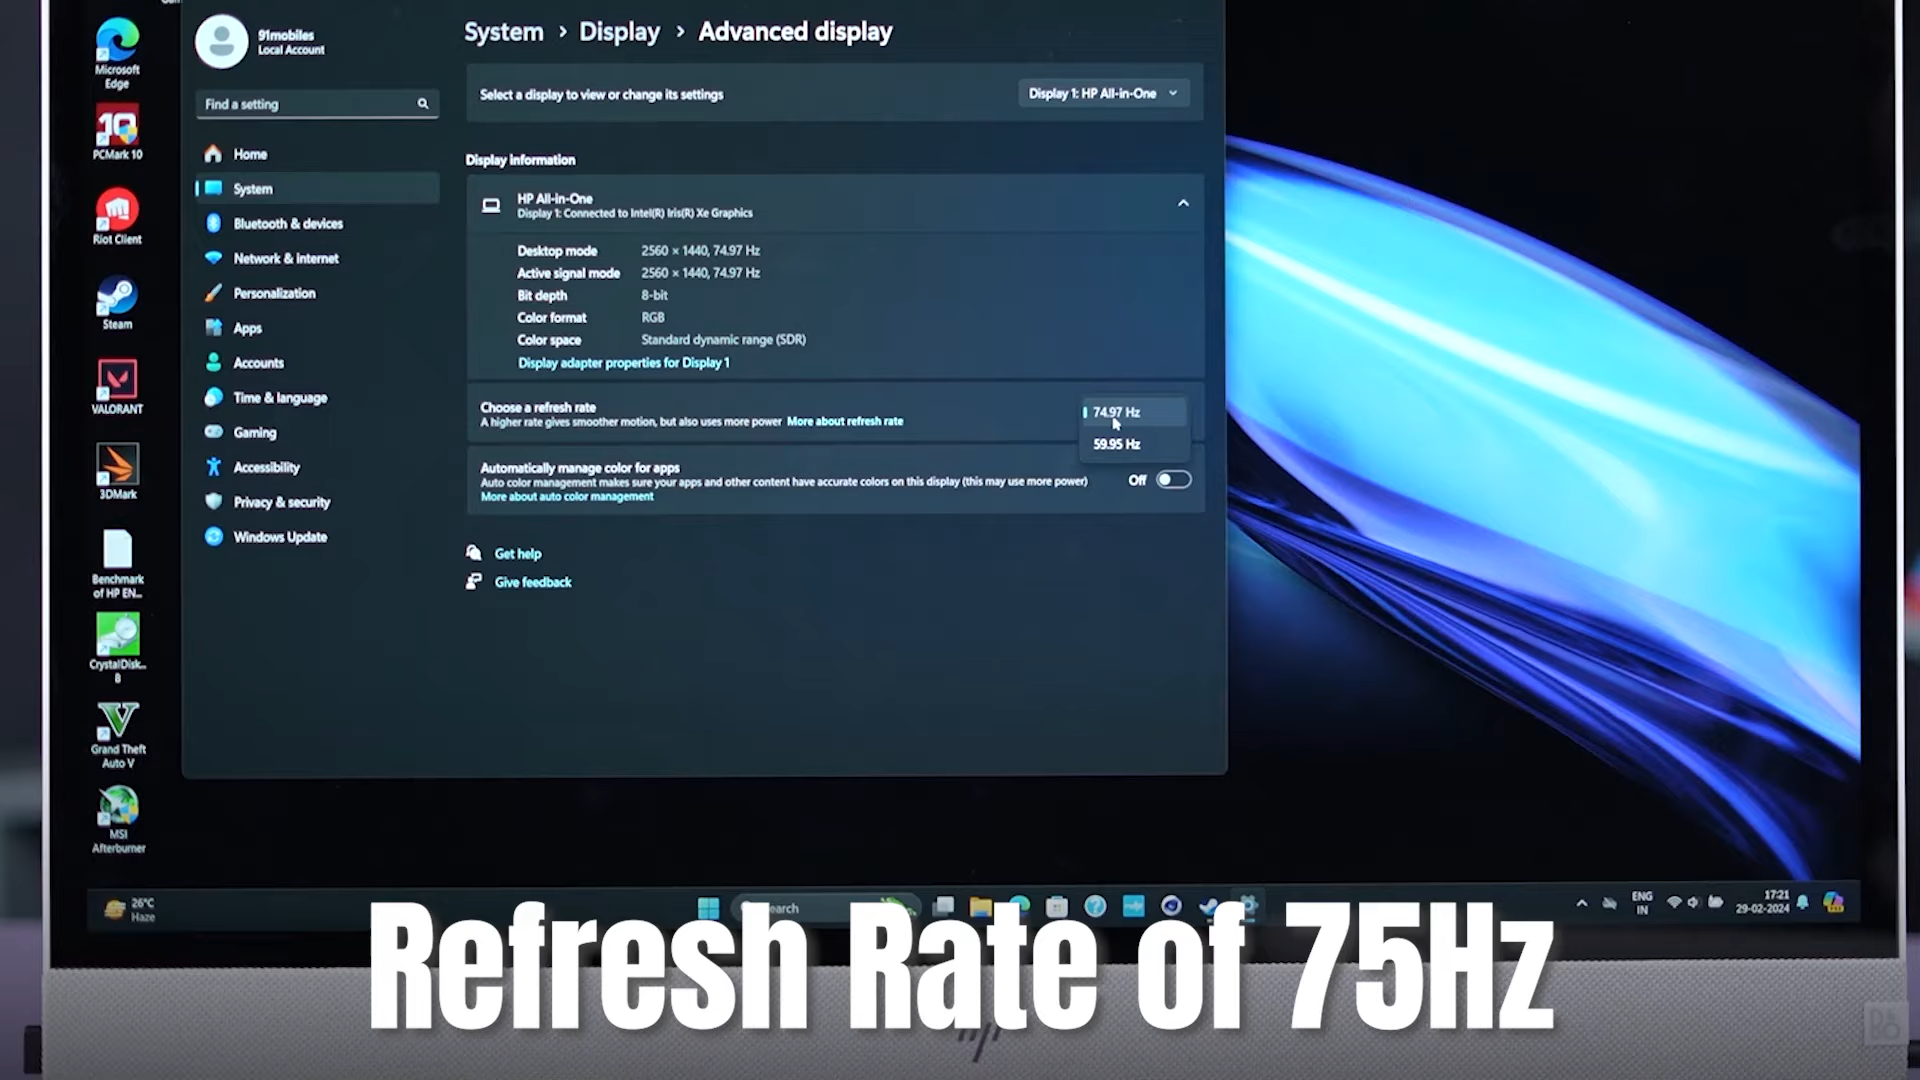 Microsoft
Edge
PCMark 10
Riot Client
Steam
VALORANT
3DMark
Benchmark
of HP EN...
CrystalDisk...
8
Grand Theft
Auto V
MSI
Afterburner
91mobiles
Local Account
Find a setting
Home
System
Bluetooth & devices
Network & internet
Personalization
Apps
Accounts
Time & language
Gaming
Accessibility
Privacy & security
Windows Update
System > Display > Advanced display
Select a display to view or change its settings
Display 1: HP All-in-One
Display information
HP All-in-One
Display 1: Connected to Intel(R) Iris(R) Xe Graphics
Desktop mode 2560 × 1440, 74.97 Hz
Active signal mode 2560 × 1440, 74.97 Hz
Bit depth 8-bit
Color format RGB
Color space Standard dynamic range (SDR)
Display adapter properties for Display 1
Choose a refresh rate
A higher rate gives smoother motion, but also uses more power More about refresh rate
74.97 Hz
59.95 Hz
Automatically manage color for apps
Auto color management makes sure your apps and other content have accurate colors on this display (this may use more power)
More about auto color management
Off
Get help
Give feedback
26°C
Haze
ENG
IN
17:21
29-02-2024
Refresh Rate of 75Hz
hp